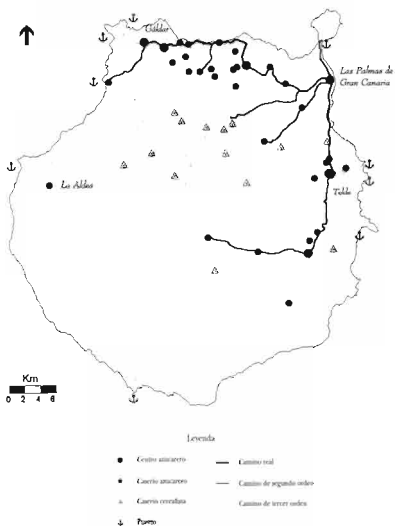 Gáldar
Las Palmas de
Gran Canaria
La Aldea
Telde
Km
0 2 4 6
Leyenda
Centro azucarero
Camino real
Caserío azucarero
Camino de segundo orden
Caserío cerealista
Camino de tercer orden
Puerto